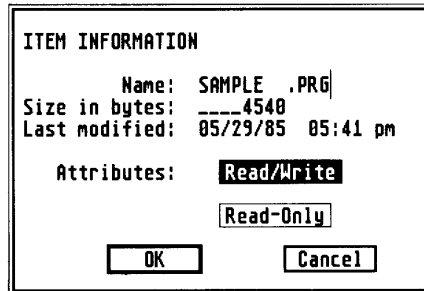 ITEM INFORMATION
Name: SAMPLE  .PRG
Size in bytes: ____4540
Last modified: 05/29/85 05:41 pm
Attributes: Read/Write
Read-Only
OK Cancel